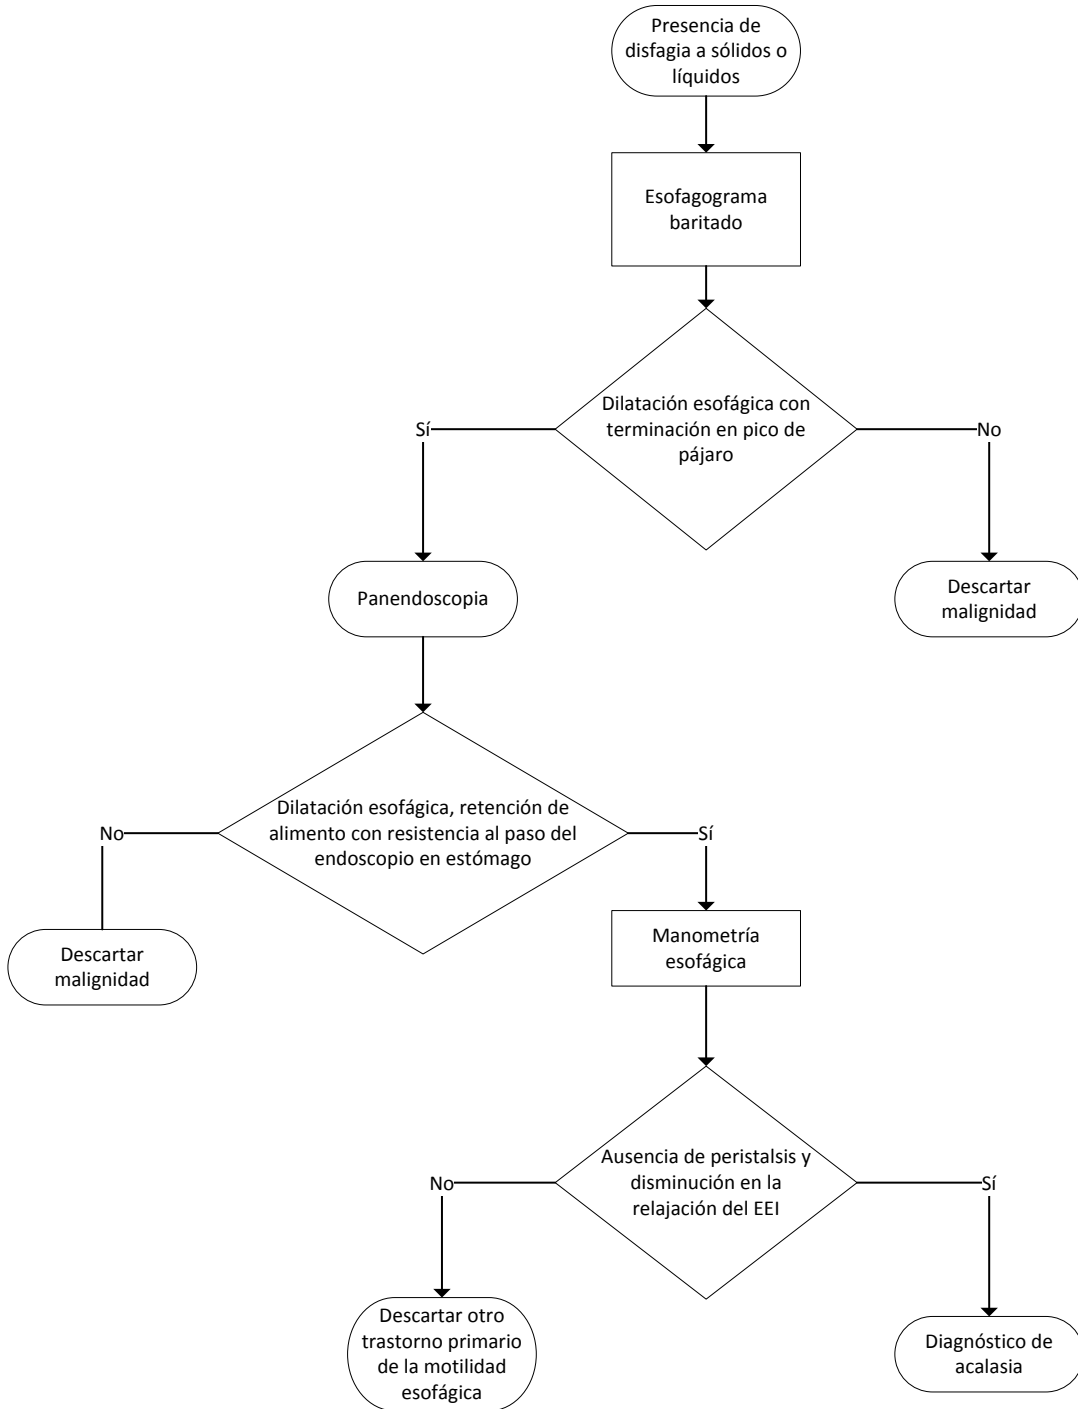 Presencia de
disfagia a sólidos o
líquidos
Esofagograma
baritado
Dilatación esofágica con
terminación en pico de
pájaro
Sí
No
Panendoscopia
Descartar
malignidad
Dilatación esofágica, retención de
alimento con resistencia al paso del
endoscopio en estómago
No
Sí
Descartar
malignidad
Manometría
esofágica
Ausencia de peristalsis y
disminución en la
relajación del EEI
No
Sí
Descartar otro
trastorno primario
de la motilidad
esofágica
Diagnóstico de
acalasia